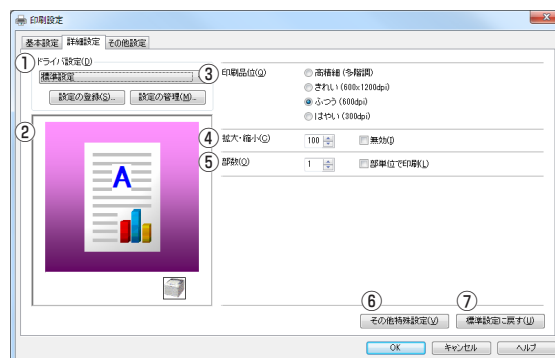 印刷設定
基本設定 詳細設定 その他設定
① ドライバ設定(D)
標準設定
設定の登録(S)... 設定の管理(M)...
②
A
③ 印刷品位(Q)
高精細 (多階調)
きれい (600x1200dpi)
ふつう (600dpi)
はやい (300dpi)
④ 拡大・縮小(C) 100 無効(I)
⑤ 部数(O) 1 部単位で印刷(L)
⑥ ⑦
その他特殊設定(V) 標準設定に戻す(U)
OK キャンセル ヘルプ